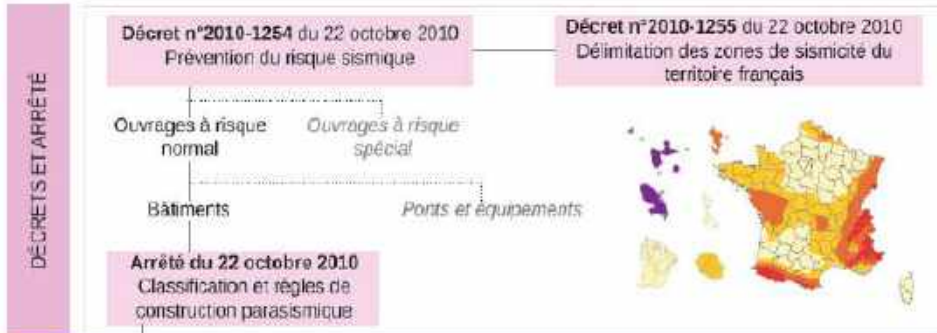 DÉCRETS ET ARRÊTÉ
Décret n°2010-1254 du 22 octobre 2010
Prévention du risque sismique
Décret n°2010-1255 du 22 octobre 2010
Délimitation des zones de sismicité du
territoire français
Ouvrages à risque
normal
Ouvrages à risque
spécial
Bâtiments
Ponts et équipements
Arrêté du 22 octobre 2010
Classification et règles de
construction parasismique